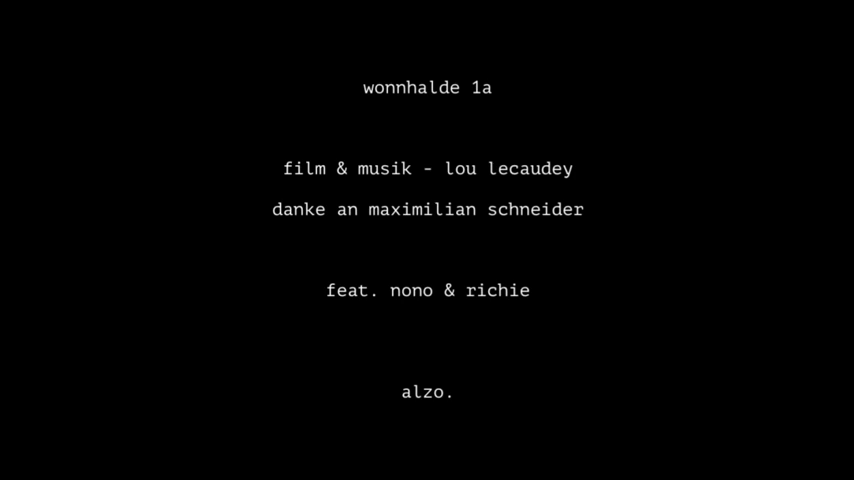 wonnhalde 1a
film & musik - lou lecaudey
danke an maximilian schneider
feat. nono & richie
alzo.